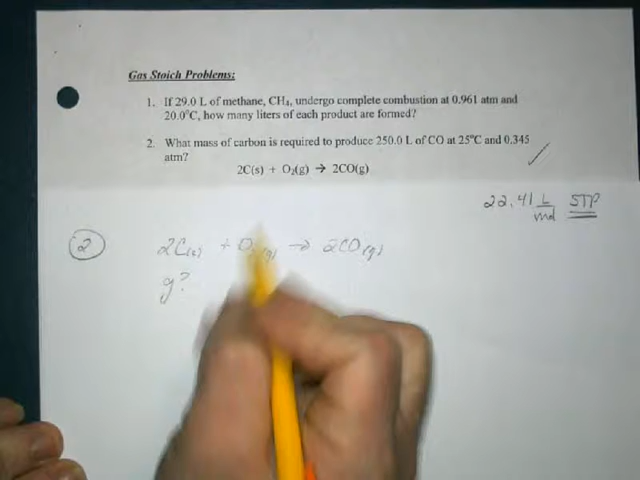 Gas Stoich Problems:
1. If 29.0 L of methane, CH₄, undergo complete combustion at 0.961 atm and
20.0°C, how many liters of each product are formed?
2. What mass of carbon is required to produce 250.0 L of CO at 25°C and 0.345
atm?
2C(s) + O₂(g) → 2CO(g)
22.41 L/mol STP
2 2C(s) + O (g) → 2CO(g)
g?